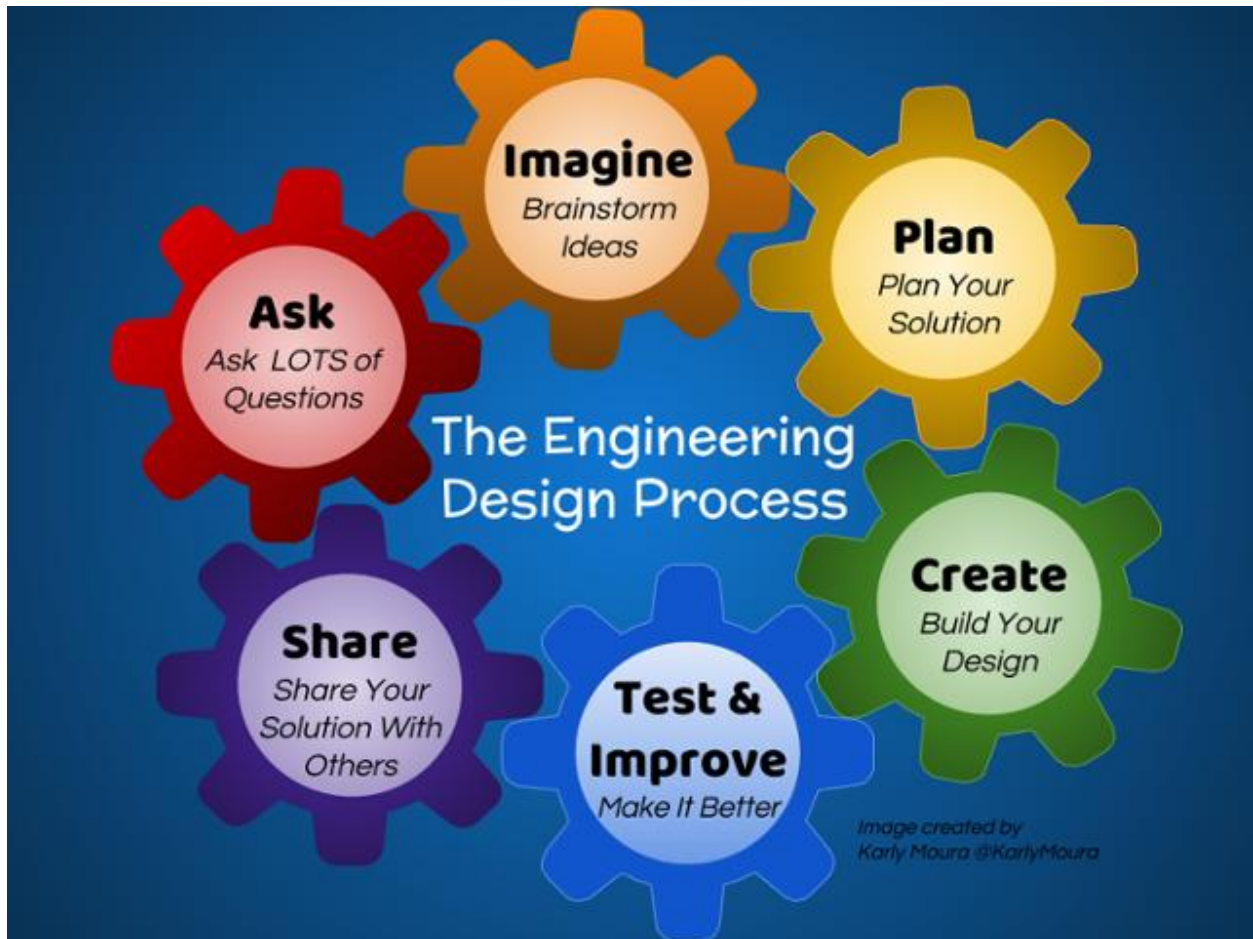 Imagine
Brainstorm
Ideas
Plan
Plan Your
Solution
Ask
Ask LOTS of
Questions
The Engineering
Design Process
Create
Build Your
Design
Share
Share Your
Solution With
Others
Test &
Improve
Make It Better
Image created by
Karly Moura @KarlyMoura